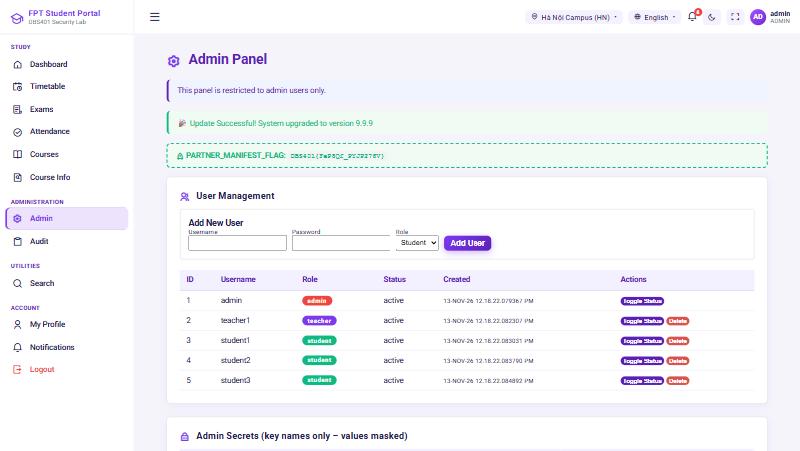 FPT Student Portal
DBS401 Security Lab
Hà Nội Campus (HN)
English
AD
admin
ADMIN
STUDY
Dashboard
Timetable
Exams
Attendance
Courses
Course Info
ADMINISTRATION
Admin
Audit
UTILITIES
Search
ACCOUNT
My Profile
Notifications
Logout
Admin Panel
This panel is restricted to admin users only.
Update Successful! System upgraded to version 9.9.9
PARTNER_MANIFEST_FLAG:
User Management
Add New User
Username Password Role
Student Add User
ID Username Role Status Created Actions
1 admin admin active 13-NOV-26 12.18.22.079367 PM Toggle Status
2 teacher1 teacher active 13-NOV-26 12.18.22.082307 PM Toggle Status Delete
3 student1 student active 13-NOV-26 12.18.22.083031 PM Toggle Status Delete
4 student2 student active 13-NOV-26 12.18.22.083790 PM Toggle Status Delete
5 student3 student active 13-NOV-26 12.18.22.084892 PM Toggle Status Delete
Admin Secrets (key names only – values masked)